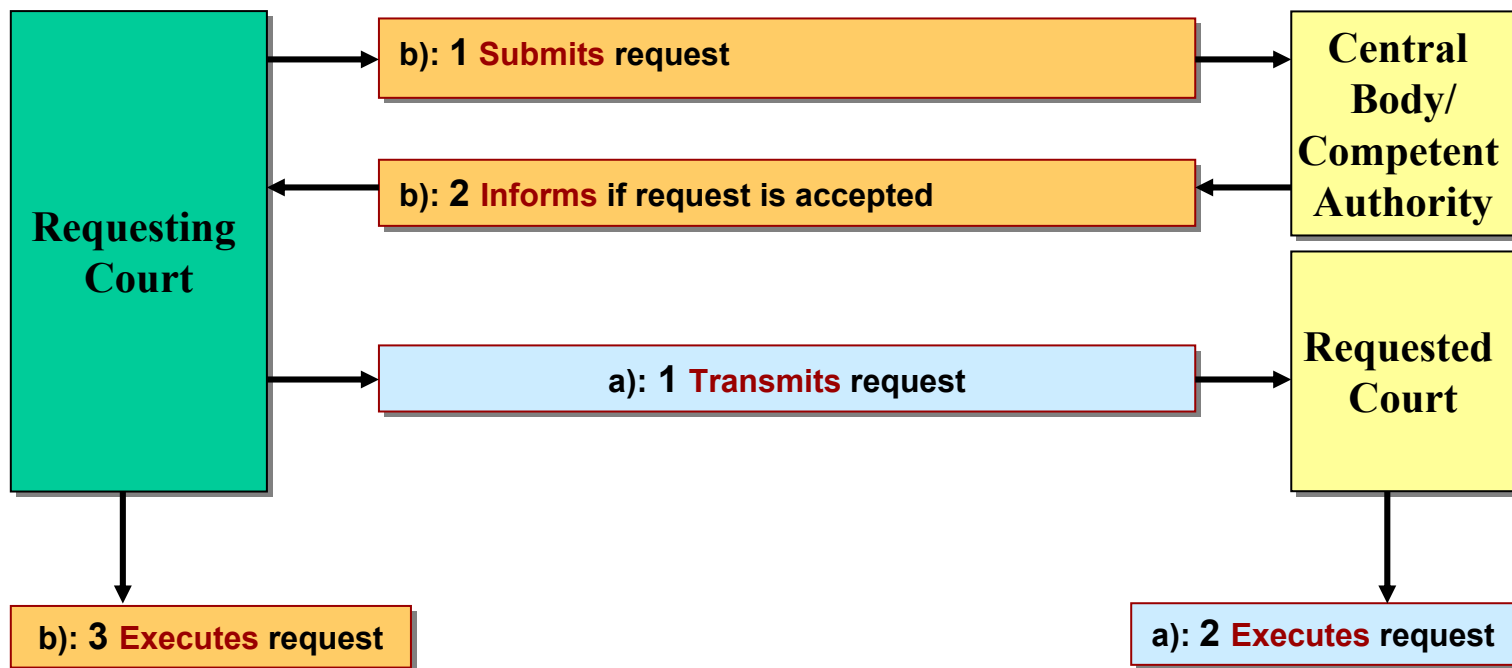 b): 1 Submits request
Central
Body/
Competent
Authority
b): 2 Informs if request is accepted
Requesting
Court
a): 1 Transmits request
Requested
Court
b): 3 Executes request
a): 2 Executes request